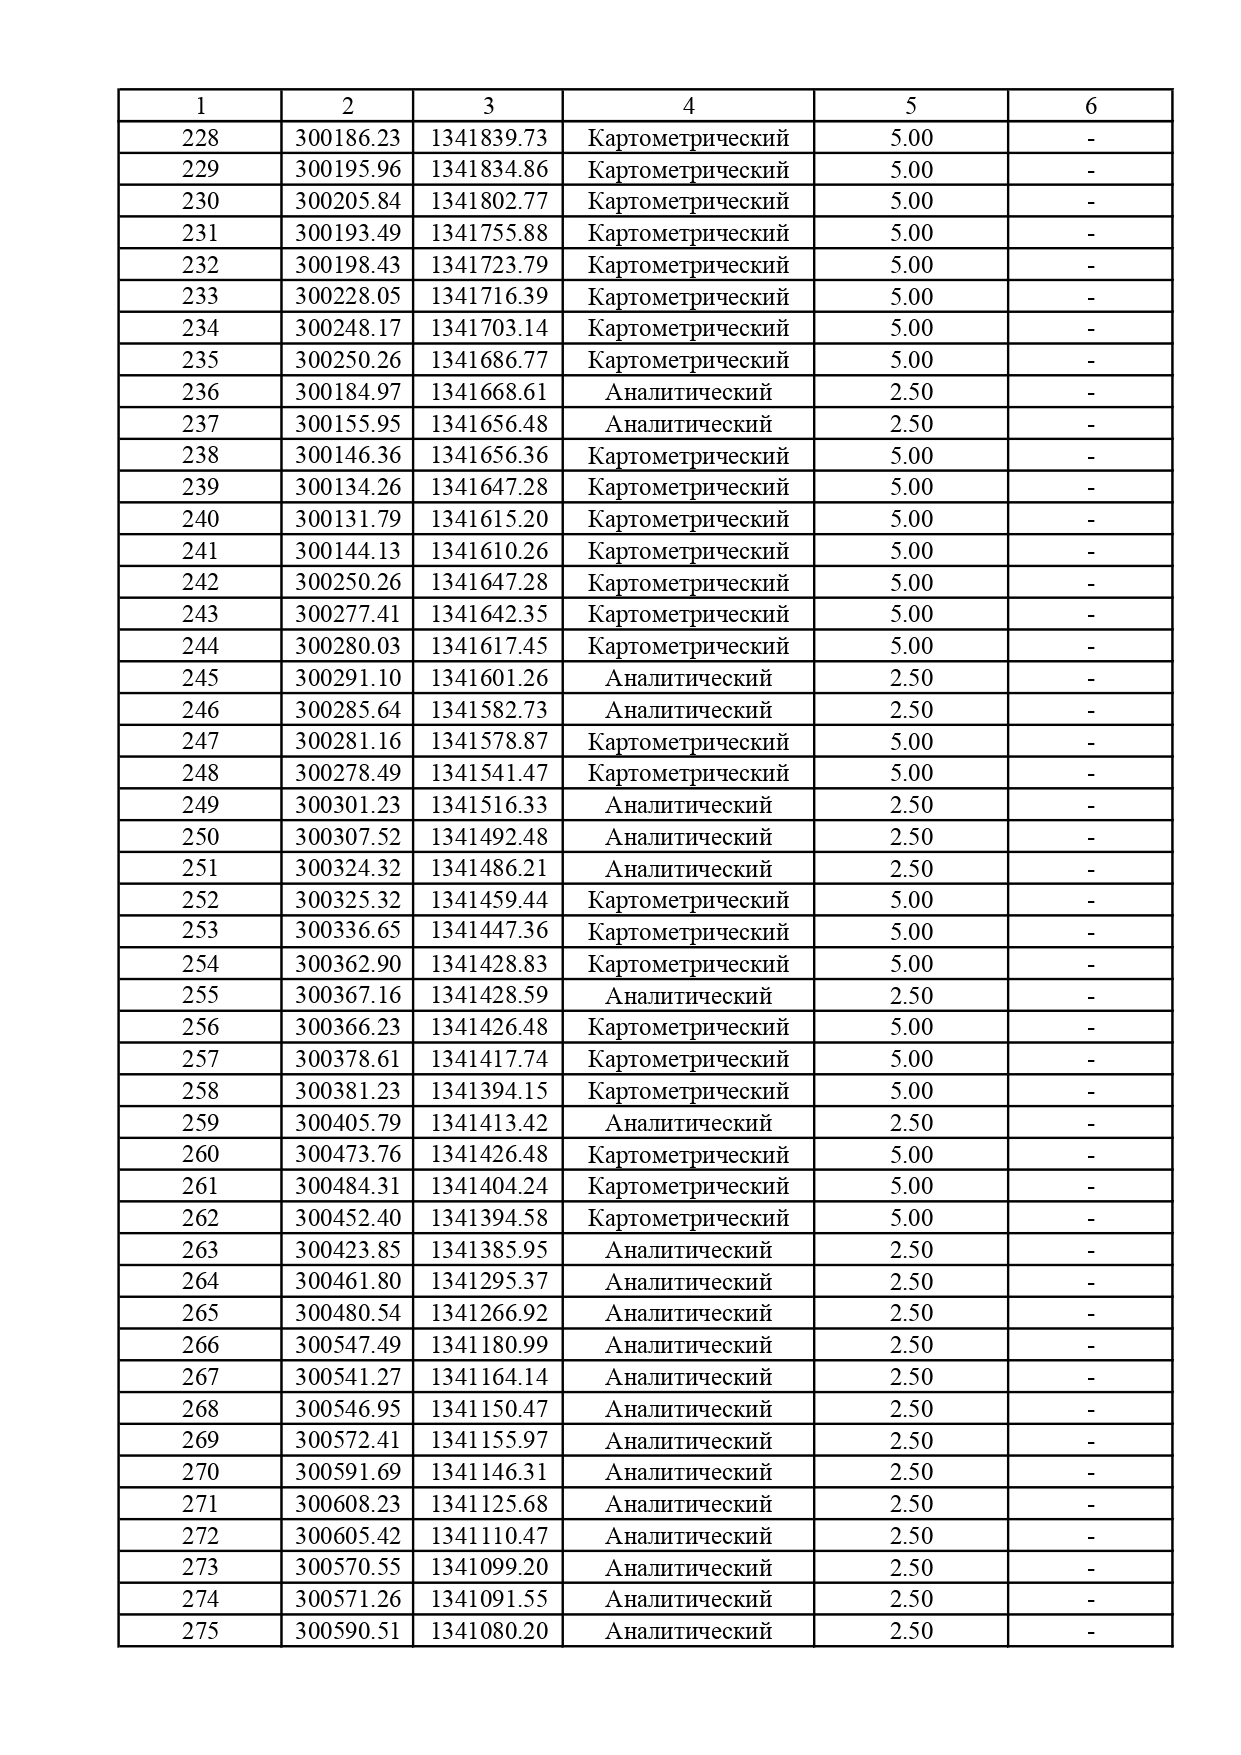 1 2 3 4 5 6
228 300186.23 1341839.73 Картометрический 5.00 -
229 300195.96 1341834.86 Картометрический 5.00 -
230 300205.84 1341802.77 Картометрический 5.00 -
231 300193.49 1341755.88 Картометрический 5.00 -
232 300198.43 1341723.79 Картометрический 5.00 -
233 300228.05 1341716.39 Картометрический 5.00 -
234 300248.17 1341703.14 Картометрический 5.00 -
235 300250.26 1341686.77 Картометрический 5.00 -
236 300184.97 1341668.61 Аналитический 2.50 -
237 300155.95 1341656.48 Аналитический 2.50 -
238 300146.36 1341656.36 Картометрический 5.00 -
239 300134.26 1341647.28 Картометрический 5.00 -
240 300131.79 1341615.20 Картометрический 5.00 -
241 300144.13 1341610.26 Картометрический 5.00 -
242 300250.26 1341647.28 Картометрический 5.00 -
243 300277.41 1341642.35 Картометрический 5.00 -
244 300280.03 1341617.45 Картометрический 5.00 -
245 300291.10 1341601.26 Аналитический 2.50 -
246 300285.64 1341582.73 Аналитический 2.50 -
247 300281.16 1341578.87 Картометрический 5.00 -
248 300278.49 1341541.47 Картометрический 5.00 -
249 300301.23 1341516.33 Аналитический 2.50 -
250 300307.52 1341492.48 Аналитический 2.50 -
251 300324.32 1341486.21 Аналитический 2.50 -
252 300325.32 1341459.44 Картометрический 5.00 -
253 300336.65 1341447.36 Картометрический 5.00 -
254 300362.90 1341428.83 Картометрический 5.00 -
255 300367.16 1341428.59 Аналитический 2.50 -
256 300366.23 1341426.48 Картометрический 5.00 -
257 300378.61 1341417.74 Картометрический 5.00 -
258 300381.23 1341394.15 Картометрический 5.00 -
259 300405.79 1341413.42 Аналитический 2.50 -
260 300473.76 1341426.48 Картометрический 5.00 -
261 300484.31 1341404.24 Картометрический 5.00 -
262 300452.40 1341394.58 Картометрический 5.00 -
263 300423.85 1341385.95 Аналитический 2.50 -
264 300461.80 1341295.37 Аналитический 2.50 -
265 300480.54 1341266.92 Аналитический 2.50 -
266 300547.49 1341180.99 Аналитический 2.50 -
267 300541.27 1341164.14 Аналитический 2.50 -
268 300546.95 1341150.47 Аналитический 2.50 -
269 300572.41 1341155.97 Аналитический 2.50 -
270 300591.69 1341146.31 Аналитический 2.50 -
271 300608.23 1341125.68 Аналитический 2.50 -
272 300605.42 1341110.47 Аналитический 2.50 -
273 300570.55 1341099.20 Аналитический 2.50 -
274 300571.26 1341091.55 Аналитический 2.50 -
275 300590.51 1341080.20 Аналитический 2.50 -